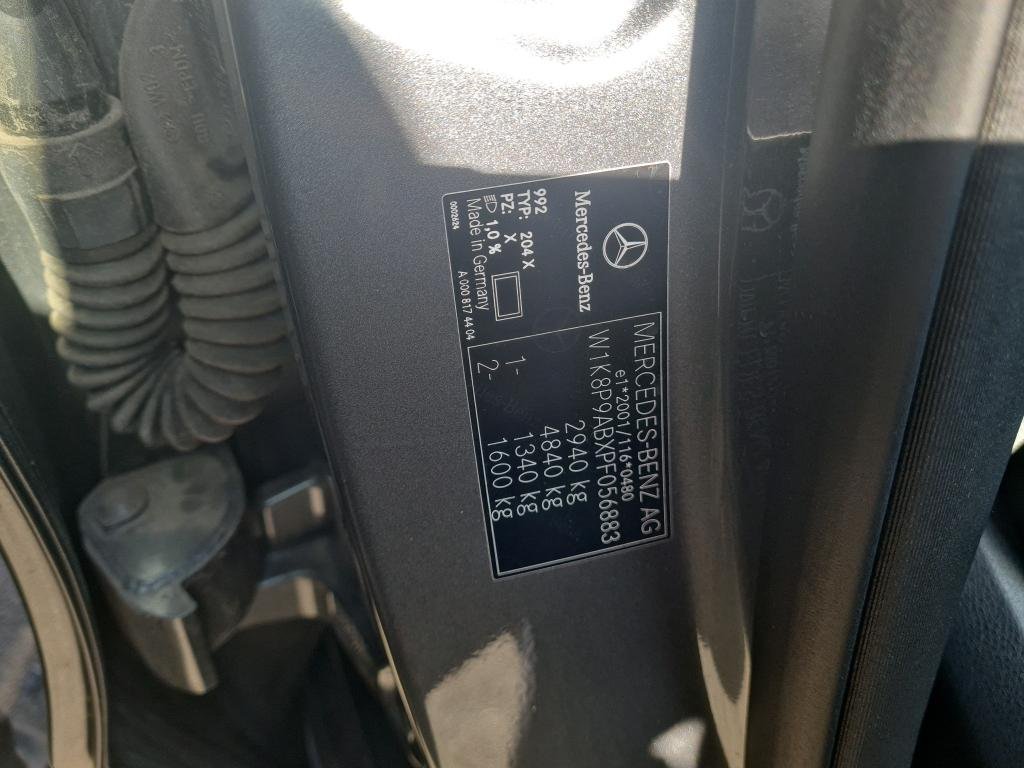 MERCEDES-BENZ AG
e1*2001/116*0480
W1K8P9ABXPF056883
2940 kg
4840 kg
1- 1340 kg
2- 1600 kg
Mercedes-Benz
992
TYP: 204 X
PZ: X
1,0 %
Made in Germany
0002624
A 000 817 44 04